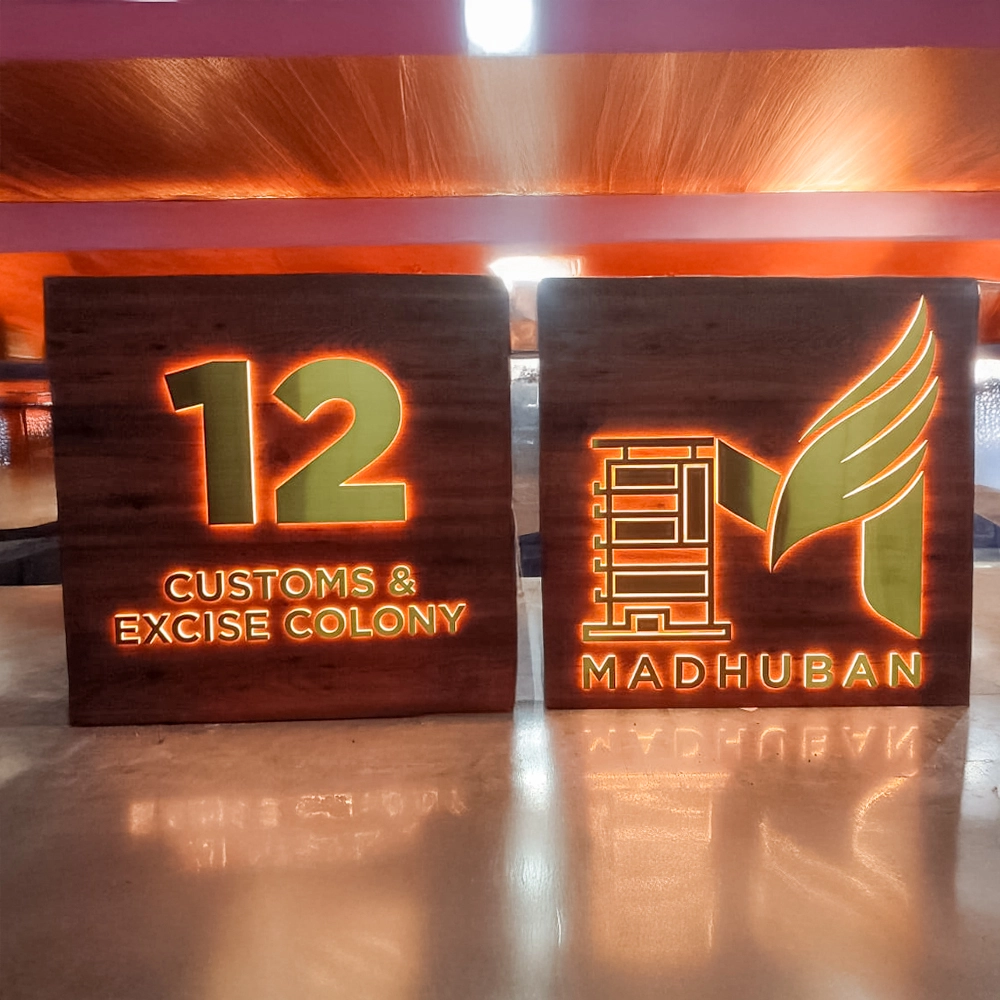 12
CUSTOMS &
EXCISE COLONY
MADHUBAN